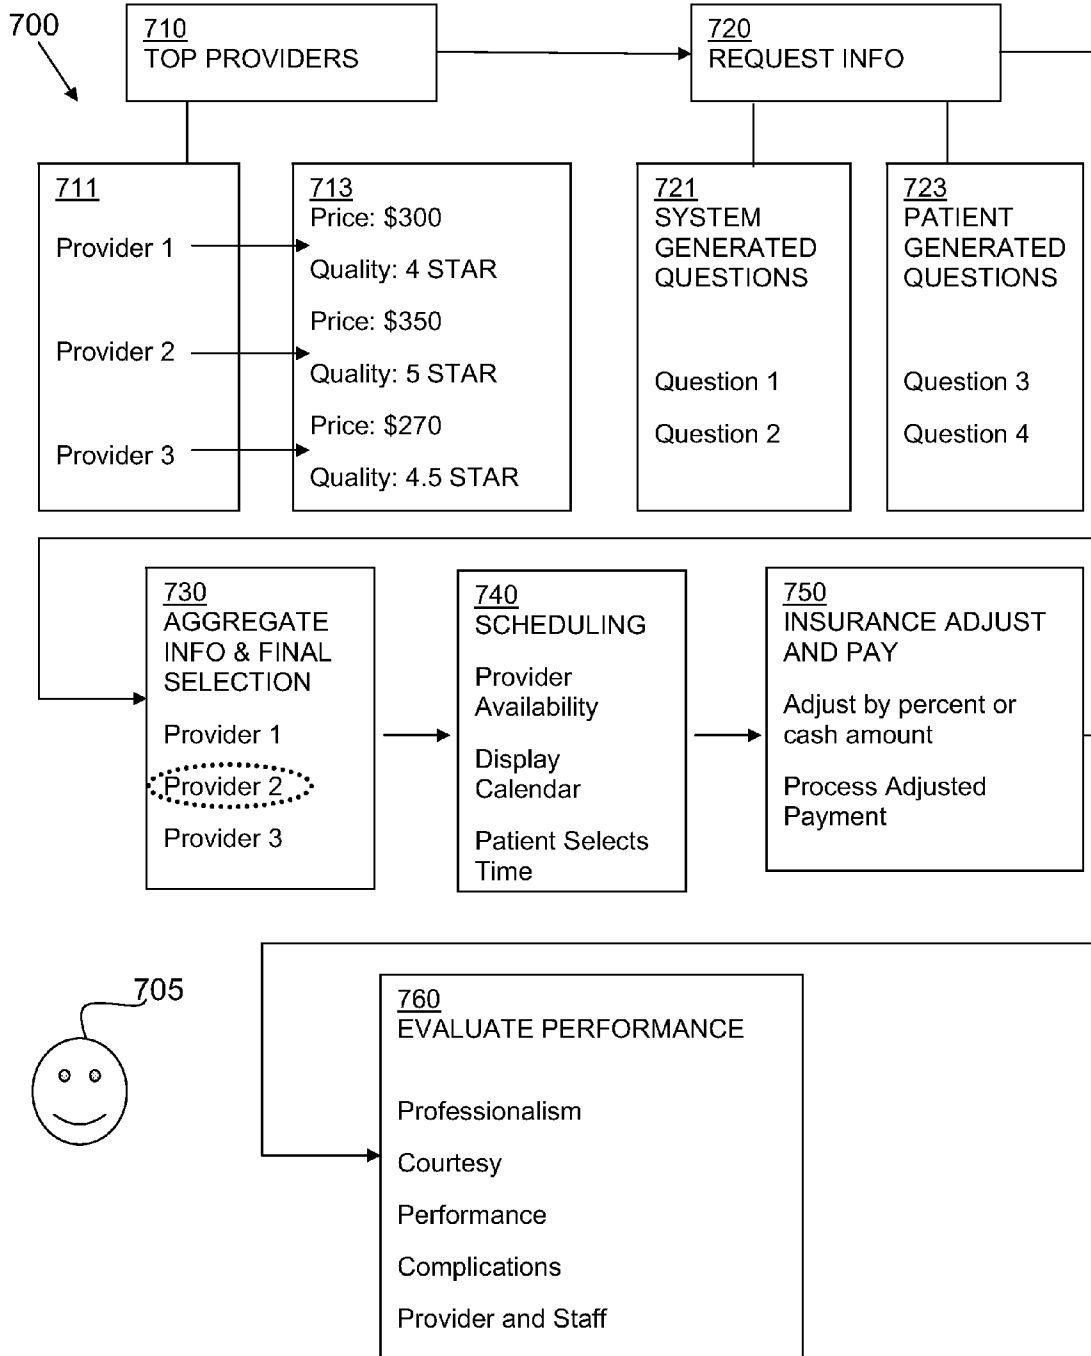 700
710
TOP PROVIDERS
720
REQUEST INFO
711
Provider 1
Provider 2
Provider 3
713
Price: $300
Quality: 4 STAR
Price: $350
Quality: 5 STAR
Price: $270
Quality: 4.5 STAR
721
SYSTEM
GENERATED
QUESTIONS
Question 1
Question 2
723
PATIENT
GENERATED
QUESTIONS
Question 3
Question 4
730
AGGREGATE
INFO & FINAL
SELECTION
Provider 1
Provider 2
Provider 3
740
SCHEDULING
Provider
Availability
Display
Calendar
Patient Selects
Time
750
INSURANCE ADJUST
AND PAY
Adjust by percent or
cash amount
Process Adjusted
Payment
705
760
EVALUATE PERFORMANCE
Professionalism
Courtesy
Performance
Complications
Provider and Staff